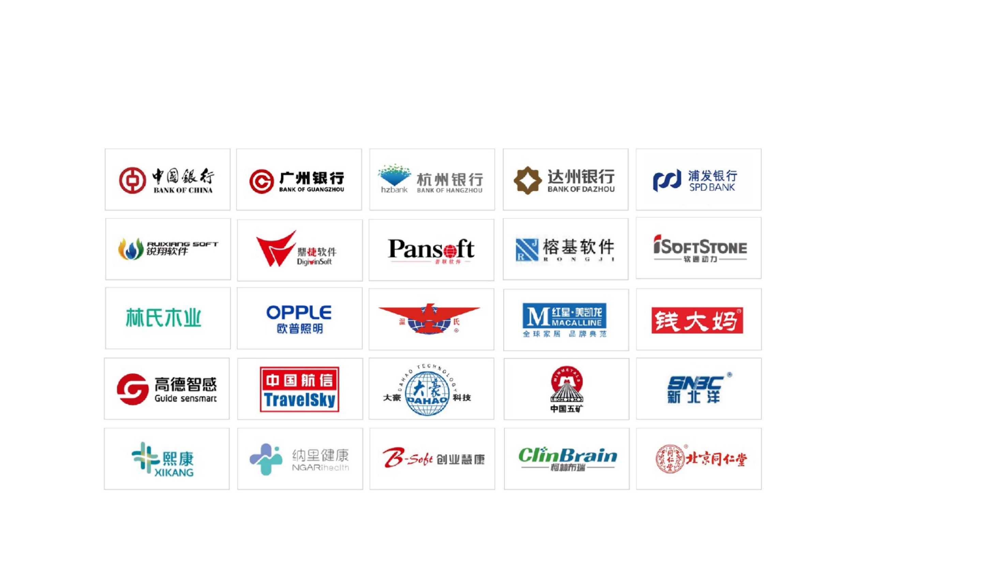 中國銀行
BANK OF CHINA
广州银行
BANK OF GUANGZHOU
hzbank
杭州银行
BANK OF HANGZHOU
达州银行
BANK OF DAZHOU
浦发银行
SPD BANK
RUIXIANG SOFT
锐翔软件
鼎捷软件
DigiwinSoft
Pansoft
普联软件
J
R
榕基软件
RONGJI
iSOFTSTONE
软通动力
林氏木业
OPPLE
欧普照明
温氏
®
M
红星·美凯龙
MACALLINE
全球家居 品牌典范
钱大妈®
高德智感
Guide sensmart
中国航信
TravelSky
DAHAO TECHNOLOGY
大豪
大豪
DAHAO
科技
MINMETALS
中国五矿
SNBC®
新北洋
熙康
XIKANG
纳里健康
NGARihealth
B-Soft 创业慧康
ClinBrain
柯林布瑞
同仁堂
®
北京同仁堂